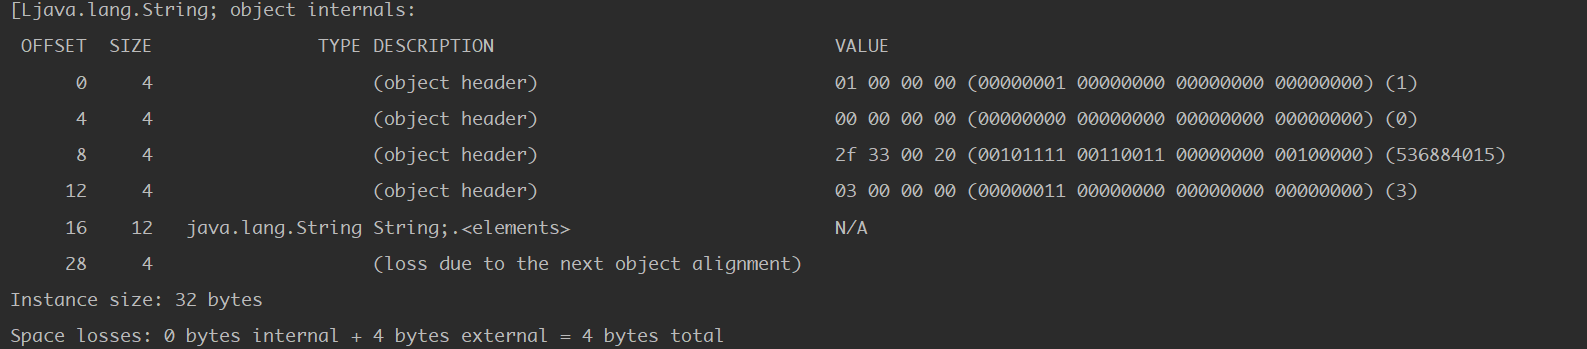 [Ljava.lang.String; object internals:
OFFSET SIZE TYPE DESCRIPTION VALUE
0 4 (object header) 01 00 00 00 (00000001 00000000 00000000 00000000) (1)
4 4 (object header) 00 00 00 00 (00000000 00000000 00000000 00000000) (0)
8 4 (object header) 2f 33 00 20 (00101111 00110011 00000000 00100000) (536884015)
12 4 (object header) 03 00 00 00 (00000011 00000000 00000000 00000000) (3)
16 12 java.lang.String String;.<elements> N/A
28 4 (loss due to the next object alignment)
Instance size: 32 bytes
Space losses: 0 bytes internal + 4 bytes external = 4 bytes total